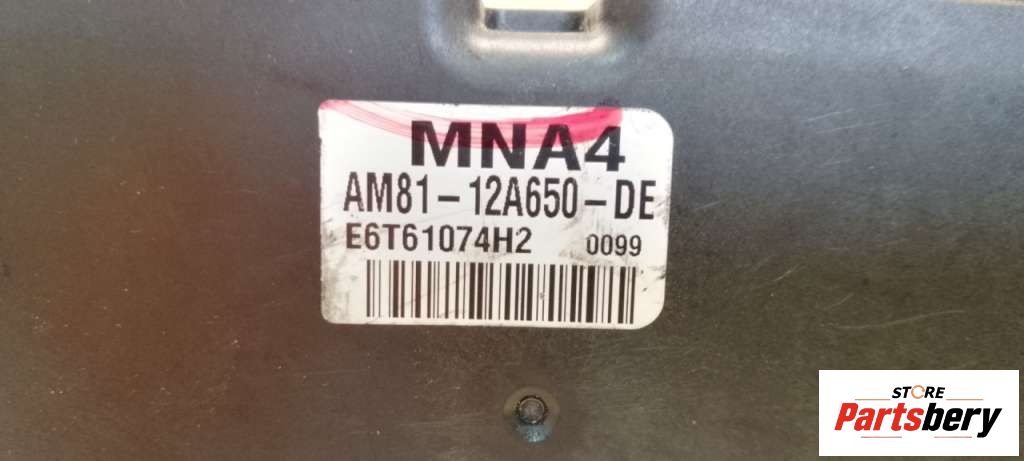 MNA4
AM81-12A650-DE
E6T61074H2 0099
STORE
Partsbery